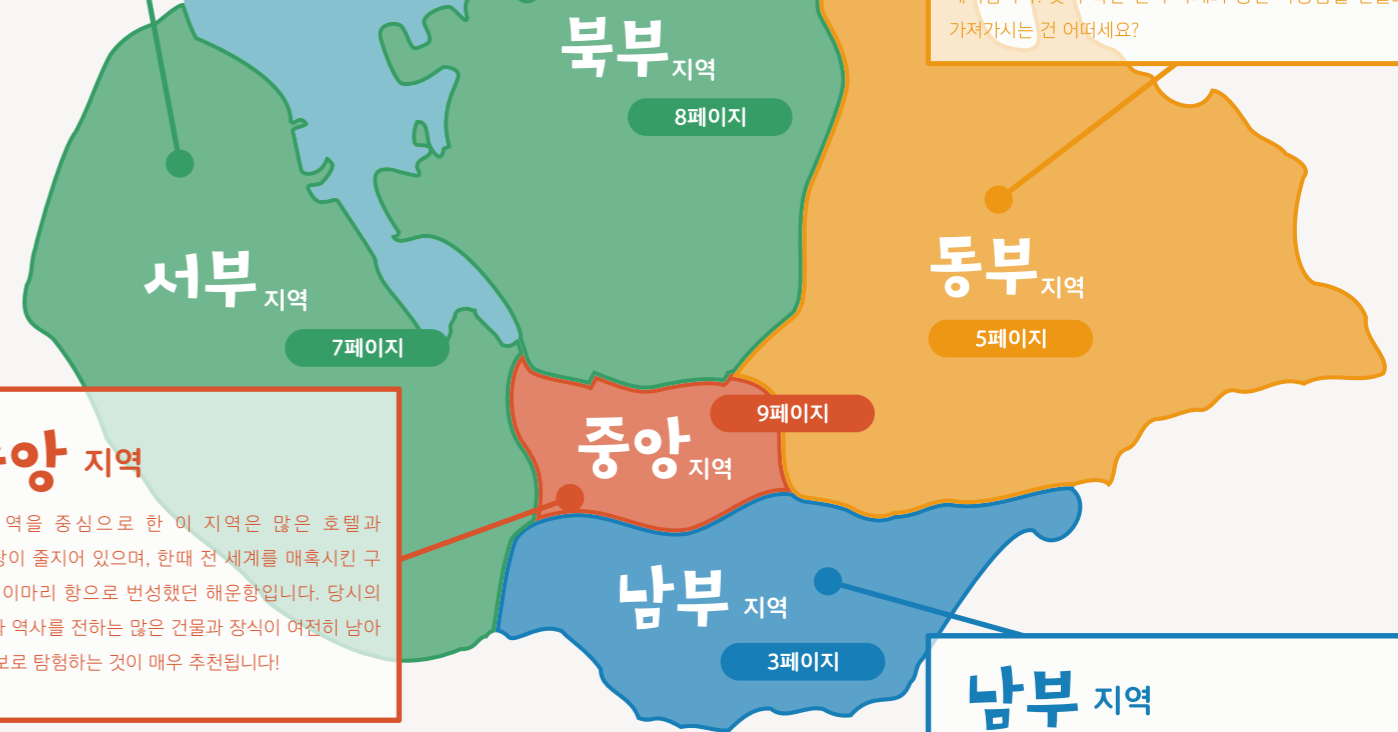 가져가시는 건 어떠세요?
북부 지역
8페이지
서부 지역
7페이지
동부 지역
5페이지
중앙 지역
9페이지
남부 지역
3페이지
지역
역을 중심으로 한 이 지역은 많은 호텔과
줄지어 있으며, 한때 전 세계를 매혹시킨 구
이마리 항으로 번성했던 해운항입니다. 당시의
역사를 전하는 많은 건물과 장식이 여전히 남아
탐험하는 것이 매우 추천됩니다!
남부 지역